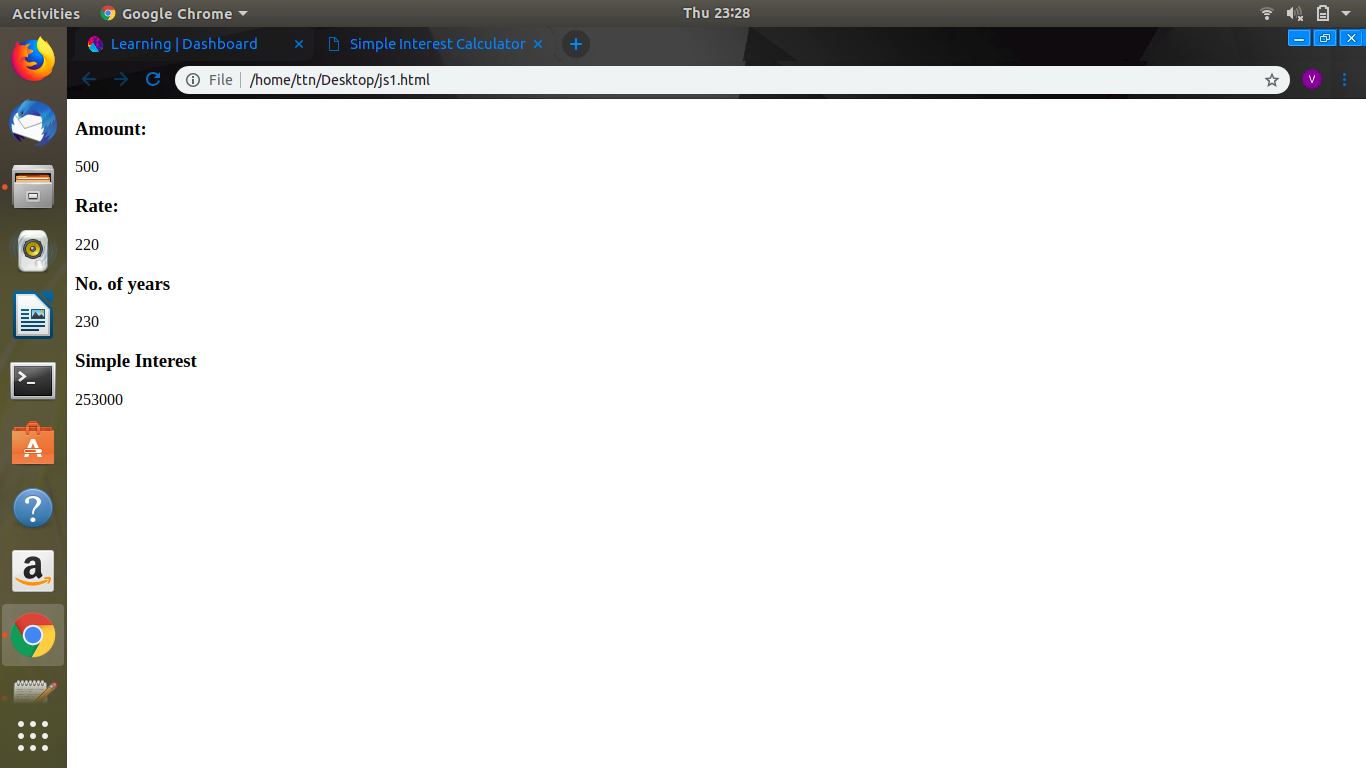 Activities Google Chrome Thu 23:28
Learning | Dashboard Simple Interest Calculator
File /home/ttn/Desktop/js1.html V
Amount:
500
Rate:
220
No. of years
230
Simple Interest
253000